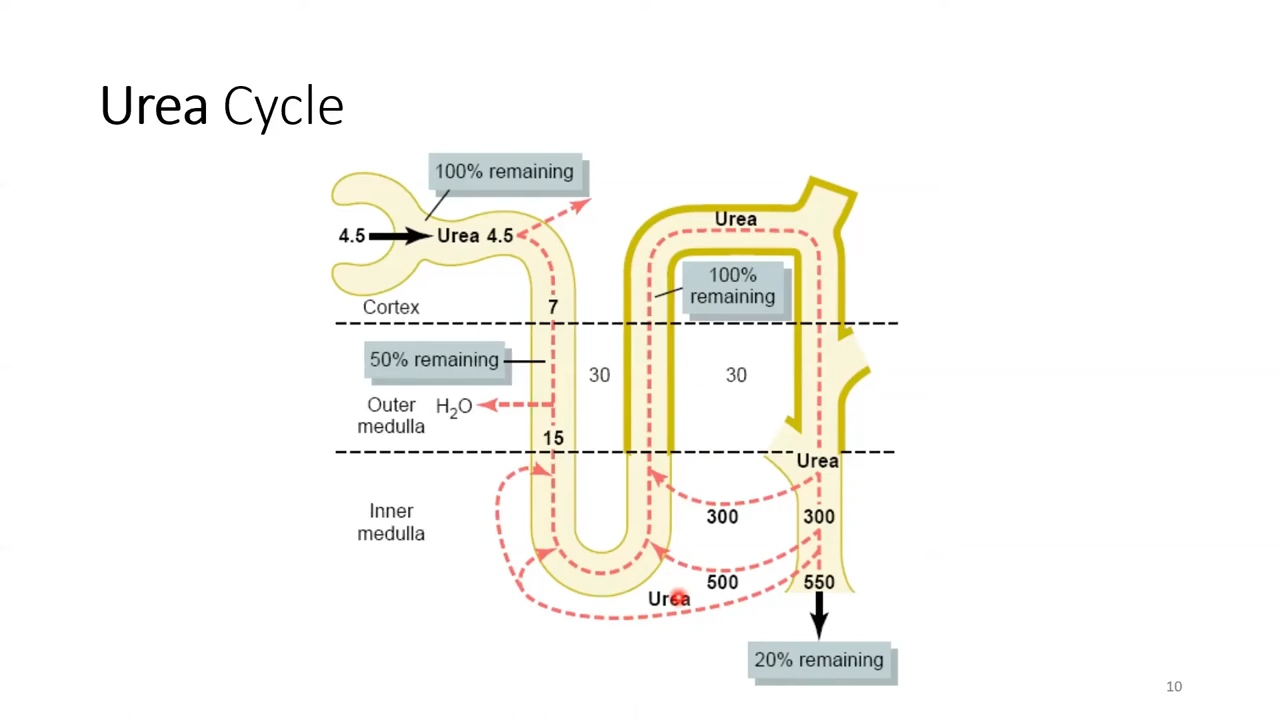 Urea Cycle
100% remaining
4.5
Urea 4.5
Urea
100%
remaining
Cortex
7
50% remaining
30
30
Outer
medulla
H₂O
15
Urea
Inner
medulla
300
300
500
550
Urea
20% remaining
10